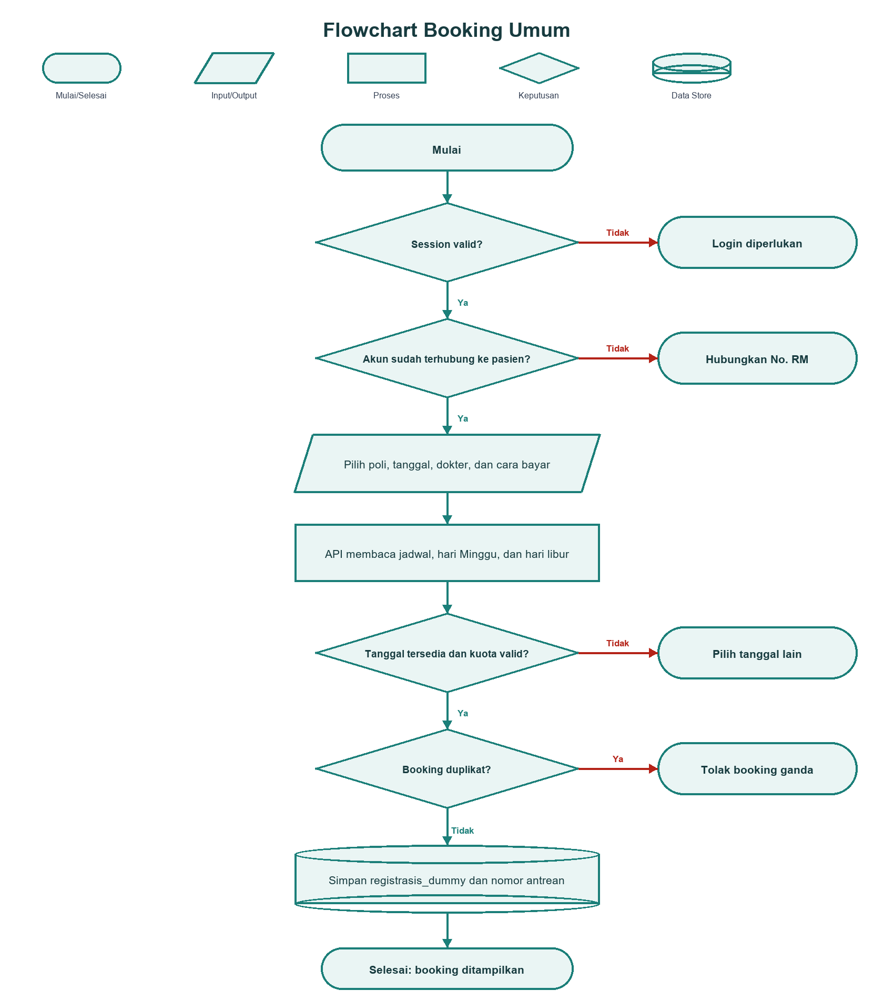 Flowchart Booking Umum
Mulai/Selesai
Input/Output
Proses
Keputusan
Data Store
Mulai
Session valid?
Tidak
Login diperlukan
Ya
Akun sudah terhubung ke pasien?
Tidak
Hubungkan No. RM
Ya
Pilih poli, tanggal, dokter, dan cara bayar
API membaca jadwal, hari Minggu, dan hari libur
Tanggal tersedia dan kuota valid?
Tidak
Pilih tanggal lain
Ya
Booking duplikat?
Ya
Tolak booking ganda
Tidak
Simpan registrasis_dummy dan nomor antrean
Selesai: booking ditampilkan